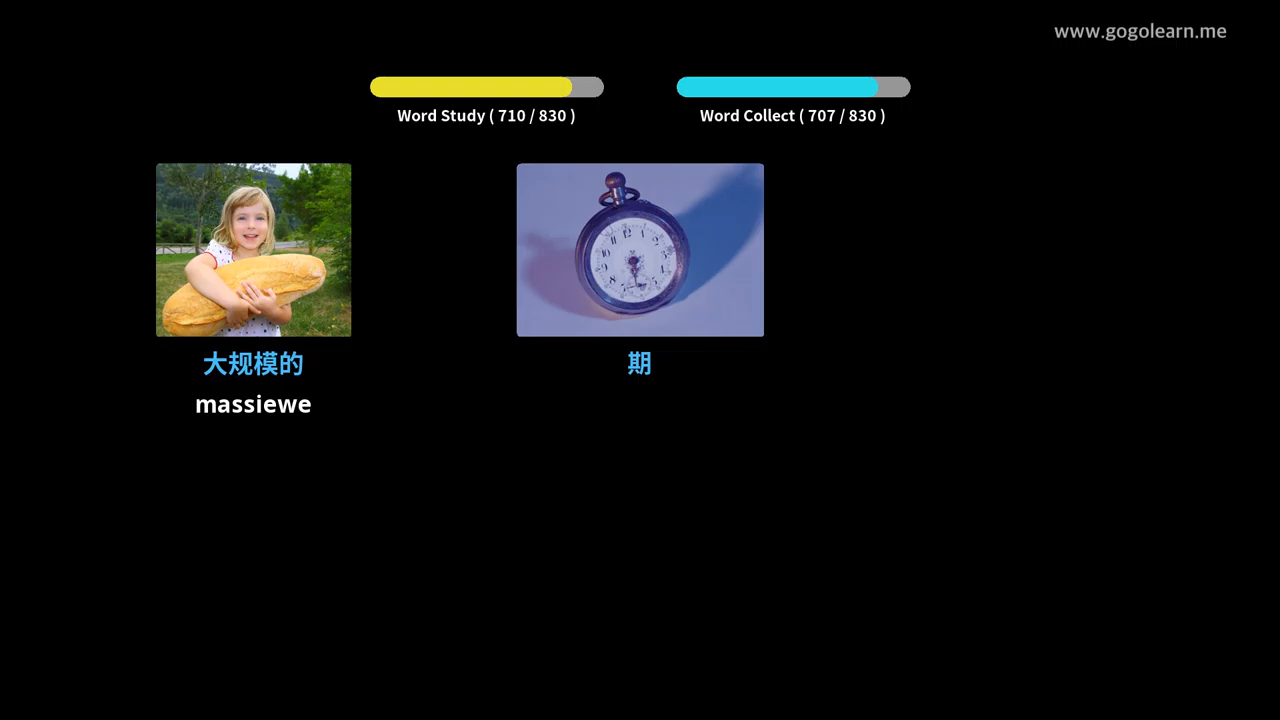 www.gogolearn.me
Word Study ( 710 / 830 )
Word Collect ( 707 / 830 )
大规模的
期
massiewe